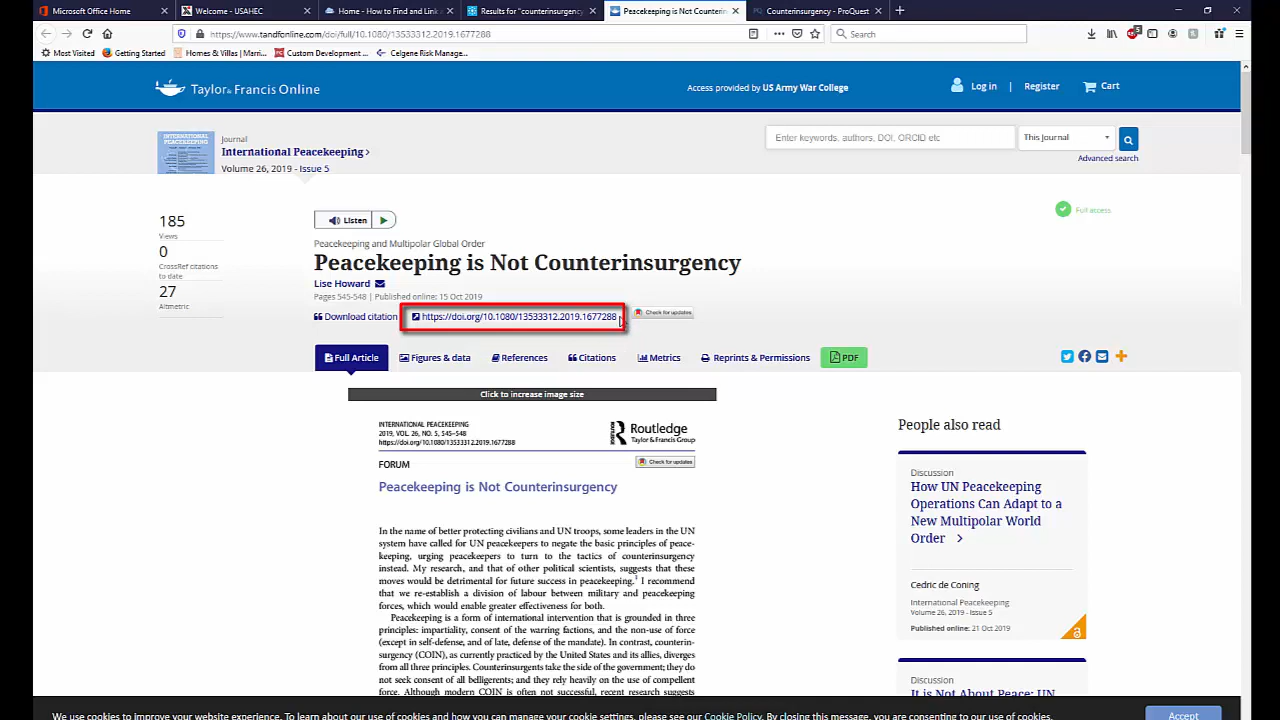 Microsoft Office Home
Welcome - USAHEC
Home - How to Find and Link
Results for "counterinsurgency
Peacekeeping is Not Counterin
Counterinsurgency - ProQuest
https://www.tandfonline.com/doi/full/10.1080/13533312.2019.1677288
Search
5
Most Visited
Getting Started
Homes & Villas | Marri...
Custom Development ...
Celgene Risk Manage...
Taylor & Francis Online
Access provided by US Army War College
Log in | Register
Cart
Journal
International Peacekeeping >
Volume 26, 2019 - Issue 5
INTERNATIONAL
PEACEKEEPING
Enter keywords, authors, DOI, ORCID etc
This Journal
Advanced search
185
Views
0
CrossRef citations
to date
27
Altmetric
Listen
Full access
Peacekeeping and Multipolar Global Order
Peacekeeping is Not Counterinsurgency
Lise Howard
Pages 545-548 | Published online: 15 Oct 2019
Download citation
https://doi.org/10.1080/13533312.2019.1677288
Check for updates
Full Article
Figures & data
References
Citations
Metrics
Reprints & Permissions
PDF
Click to increase image size
INTERNATIONAL PEACEKEEPING
2019, VOL. 26, NO. 5, 545–548
https://doi.org/10.1080/13533312.2019.1677288
Routledge
Taylor & Francis Group
FORUM
Check for updates
Peacekeeping is Not Counterinsurgency
In the name of better protecting civilians and UN troops, some leaders in the UN
system have called for UN peacekeepers to negate the basic principles of peace-
keeping, urging peacekeepers to turn to the tactics of counterinsurgency
instead. My research, and that of other political scientists, suggests that these
moves would be detrimental for future success in peacekeeping.1 I recommend
that we re-establish a division of labour between military and peacekeeping
forces, which would enable greater effectiveness for both.
Peacekeeping is a form of international intervention that is grounded in three
principles: impartiality, consent of the warring factions, and the non-use of force
(except in self-defense, and of late, defense of the mandate). In contrast, counterin-
surgency (COIN), as currently practiced by the United States and its allies, diverges
from all three principles. Counterinsurgents take the side of the government; they do
not seek consent of all belligerents; and they rely heavily on the use of compellent
force. Although modern COIN is often not successful, recent research suggests
People also read
Discussion
How UN Peacekeeping
Operations Can Adapt to a
New Multipolar World
Order >
Cedric de Coning
International Peacekeeping
Volume 26, 2019 - Issue 5
Published online: 21 Oct 2019
Discussion
It is Not About Peace: UN
We use cookies to improve your website experience. To learn about our use of cookies and how you can manage your cookie settings, please see our Cookie Policy. By closing this message, you are consenting to our use of cookies.
Accept